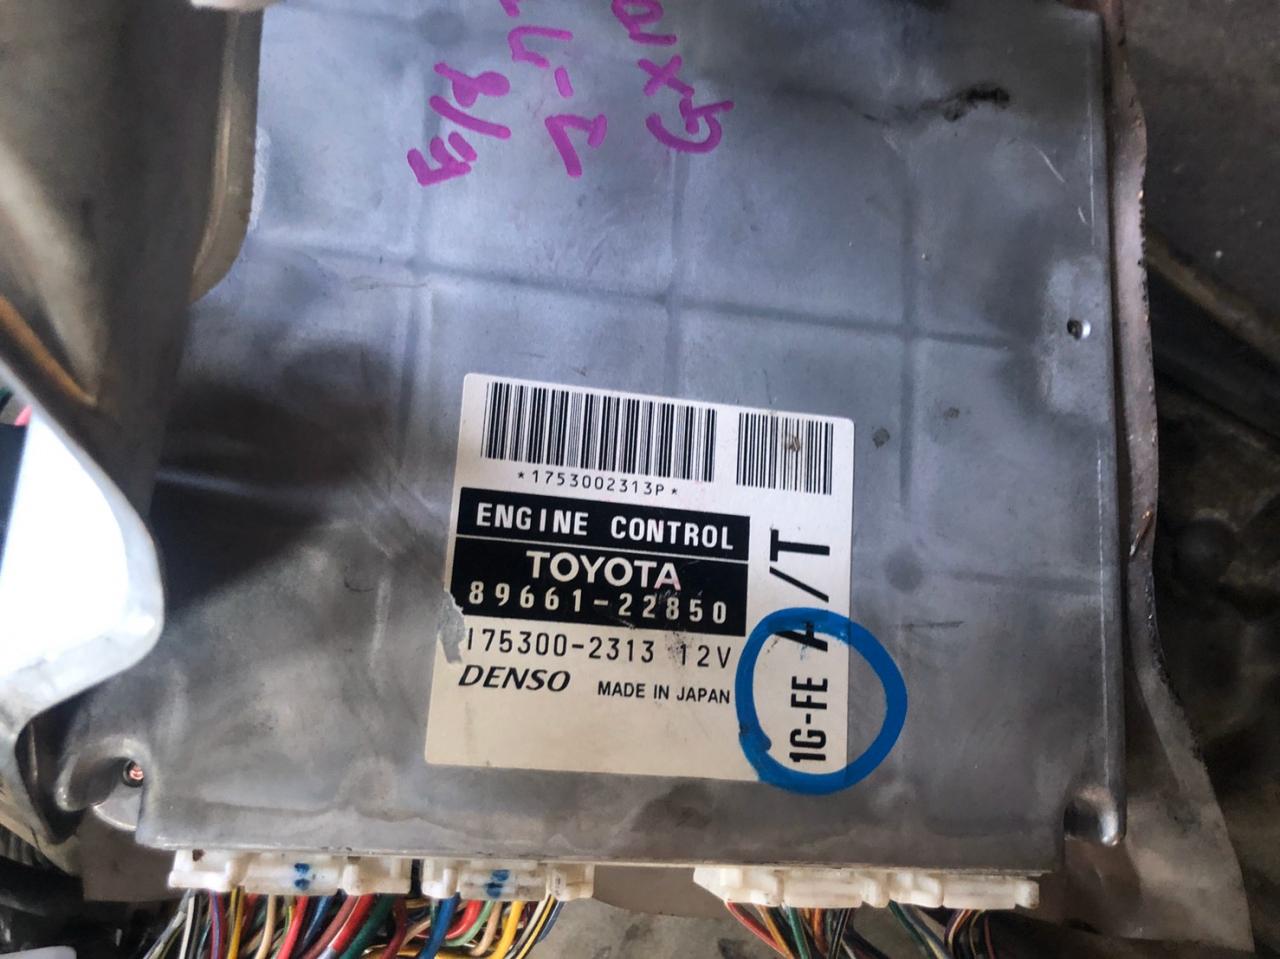 *1753002313P*
ENGINE CONTROL
TOYOTA
89661-22850
175300-2313 12V
DENSO MADE IN JAPAN
1G-FE A/T